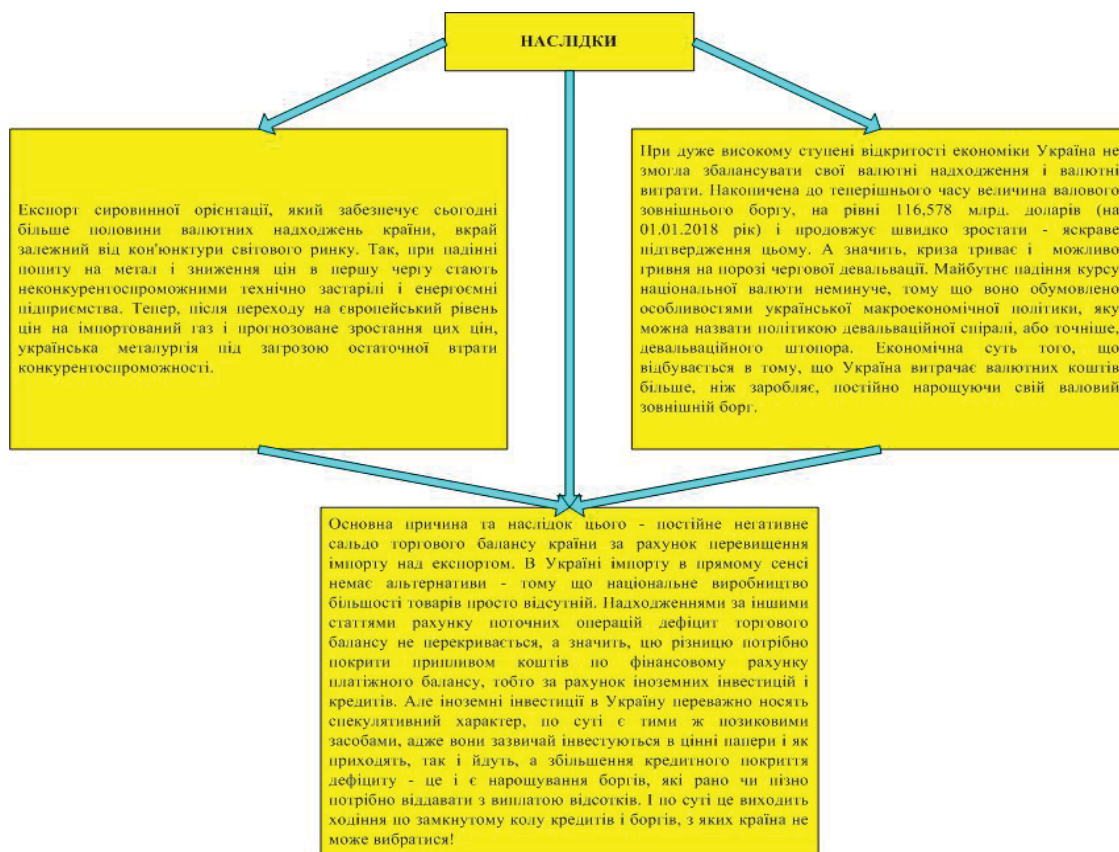 НАСЛІДКИ
Експорт сировинної орієнтації, який забезпечує сьогодні
більше половини валютних надходжень країни, вкрай
залежний від кон'юнктури світового ринку. Так, при падінні
попиту на метал і зниження цін в першу чергу стають
неконкурентоспроможними технічно застарілі і енергоємні
підприємства. Тепер, після переходу на європейський рівень
цін на імпортований газ і прогнозоване зростання цих цін,
українська металургія під загрозою остаточної втрати
конкурентоспроможності.
При дуже високому ступені відкритості економіки Україна не
змогла збалансувати свої валютні надходження і валютні
витрати. Накопичена до теперішнього часу величина валового
зовнішнього боргу, на рівні 116,578 млрд. доларів (на
01.01.2018 рік) і продовжує швидко зростати - яскраве
підтвердження цьому. А значить, криза триває і можливо
гривня на порозі чергової девальвації. Майбутнє падіння курсу
національної валюти неминуче, тому що воно обумовлено
особливостями української макроекономічної політики, яку
можна назвати політикою девальваційної спіралі, або точніше,
девальваційного штопора. Економічна суть того, що
відбувається в тому, що Україна витрачає валютних коштів
більше, ніж заробляє, постійно нарощуючи свій валовий
зовнішній борг.
Основна причина та наслідок цього - постійне негативне
сальдо торгового балансу країни за рахунок перевищення
імпорту над експортом. В Україні імпорту в прямому сенсі
немає альтернативи - тому що національне виробництво
більшості товарів просто відсутній. Надходженнями за іншими
статтями рахунку поточних операцій дефіцит торгового
балансу не перекривається, а значить, цю різницю потрібно
покрити припливом коштів по фінансовому рахунку
платіжного балансу, тобто за рахунок іноземних інвестицій і
кредитів. Але іноземні інвестиції в Україну переважно носять
спекулятивний характер, по суті є тими ж позиковими
засобами, адже вони зазвичай інвестуються в цінні папери і як
приходять, так і йдуть, а збільшення кредитного покриття
дефіциту - це і є нарощування боргів, які рано чи пізно
потрібно віддавати з виплатою відсотків. І по суті це виходить
ходіння по замкнутому колу кредитів і боргів, з яких країна не
може вибратися!